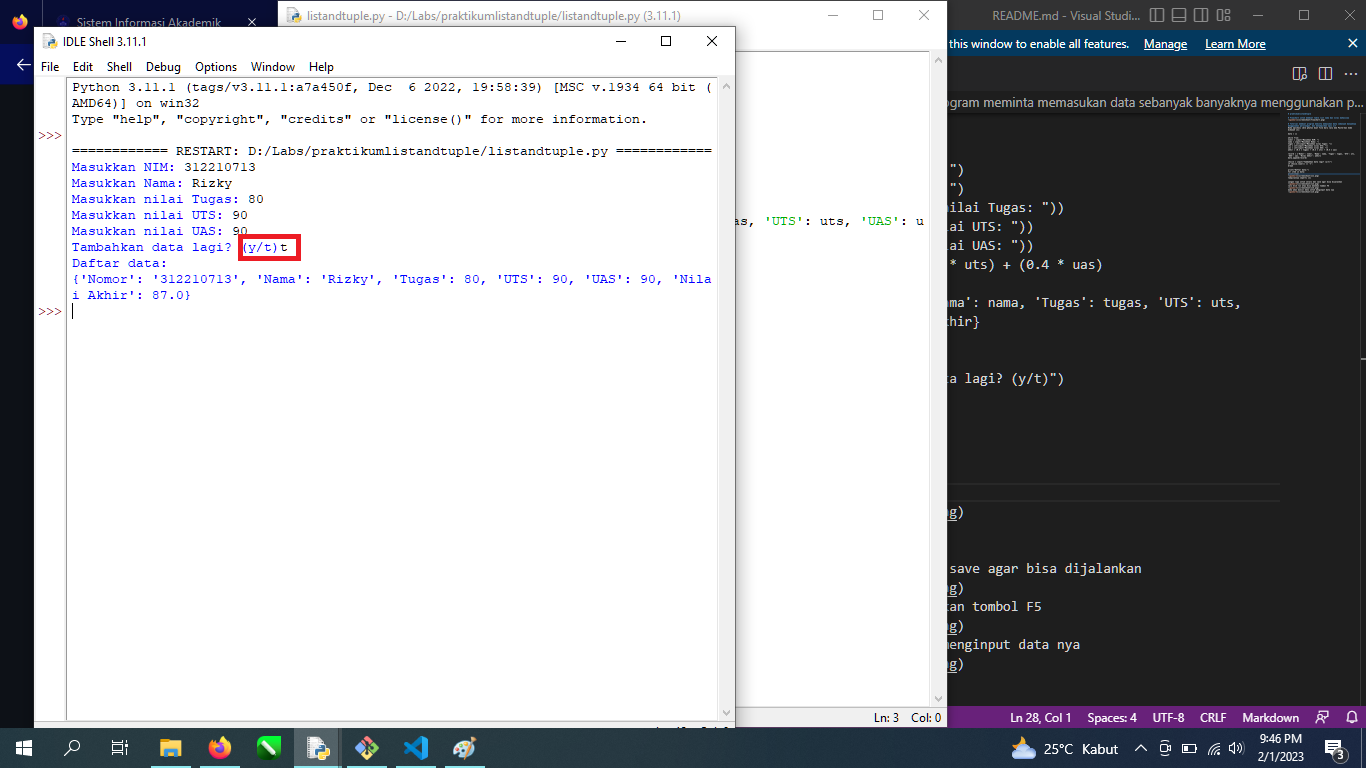 Sistem Informasi Akademik
listandtuple.py - D:/Labs/praktikumlistandtuple/listandtuple.py (3.11.1)
README.md - Visual Studi...
IDLE Shell 3.11.1
this window to enable all features. Manage Learn More
File Edit Shell Debug Options Window Help
Python 3.11.1 (tags/v3.11.1:a7a450f, Dec  6 2022, 19:58:39) [MSC v.1934 64 bit (
AMD64)] on win32
Type "help", "copyright", "credits" or "license()" for more information.
>>>
============ RESTART: D:/Labs/praktikumlistandtuple/listandtuple.py ============
Masukkan NIM: 312210713
Masukkan Nama: Rizky
Masukkan nilai Tugas: 80
Masukkan nilai UTS: 90
Masukkan nilai UAS: 90
Tambahkan data lagi? (y/t)t
Daftar data:
{'Nomor': '312210713', 'Nama': 'Rizky', 'Tugas': 80, 'UTS': 90, 'UAS': 90, 'Nila
i Akhir': 87.0}
>>>
as, 'UTS': uts, 'UAS': u
Ln: 3 Col: 0
ogram meminta memasukan data sebanyak banyaknya menggunakan p...
")
")
nilai Tugas: "))
ai UTS: "))
ai UAS: "))
* uts) + (0.4 * uas)
ama': nama, 'Tugas': tugas, 'UTS': uts,
khir}
ta lagi? (y/t)")
ng)
save agar bisa dijalankan
ng)
kan tombol F5
ng)
menginput data nya
ng)
Ln 28, Col 1 Spaces: 4 UTF-8 CRLF Markdown
25°C Kabut
9:46 PM
2/1/2023
3